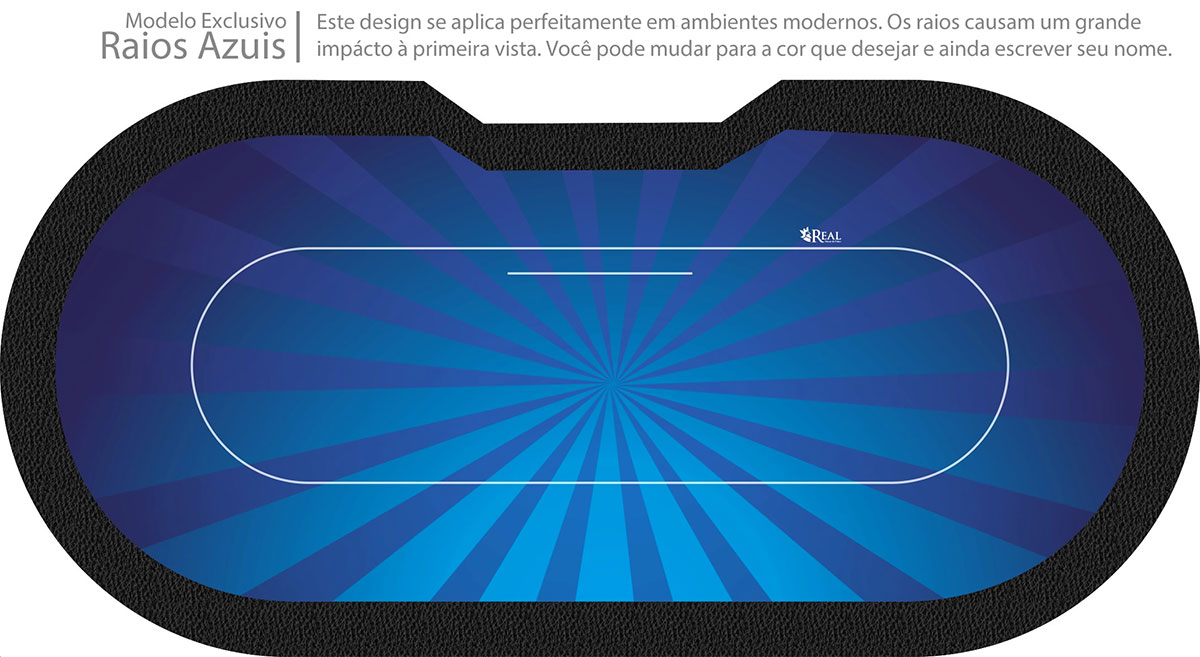 Modelo Exclusivo
Raios Azuis
Este design se aplica perfeitamente em ambientes modernos. Os raios causam um grande
impácto à primeira vista. Você pode mudar para a cor que desejar e ainda escrever seu nome.
REAL